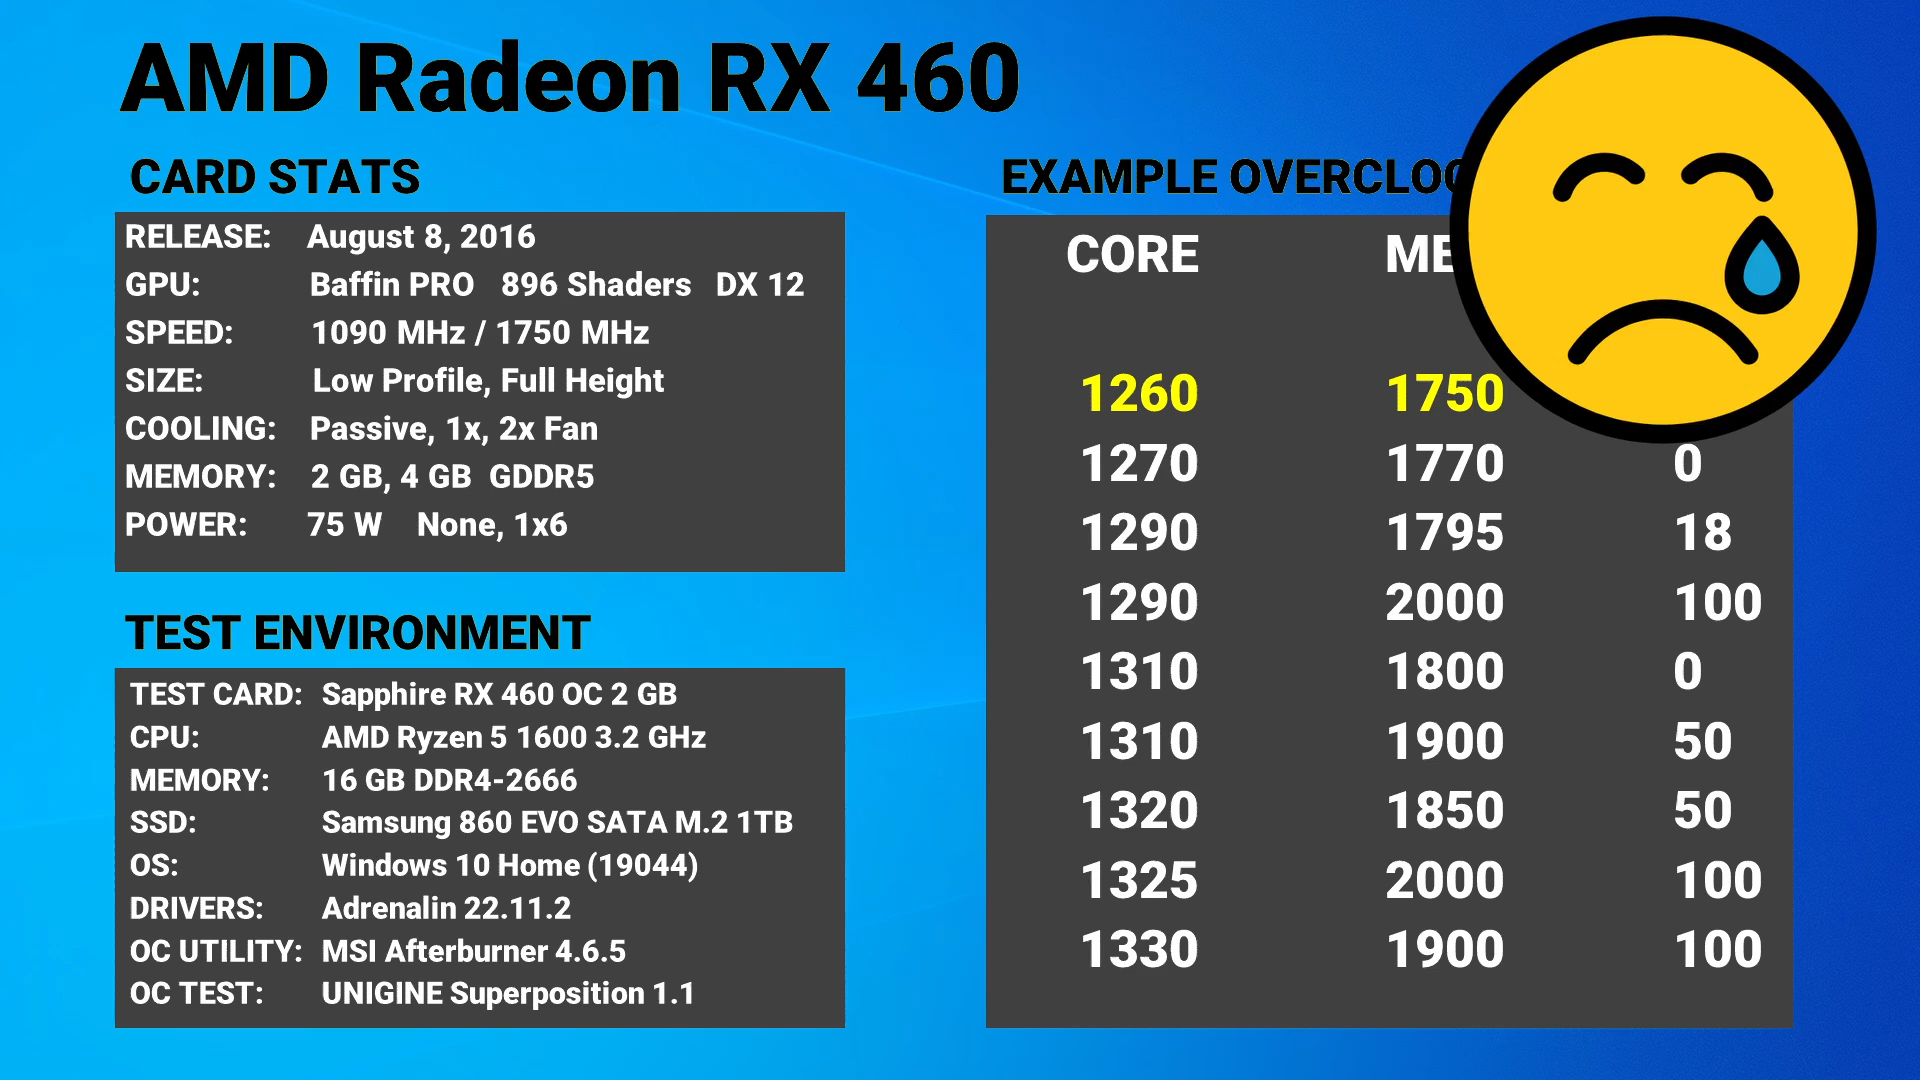 AMD Radeon RX 460
CARD STATS
RELEASE: August 8, 2016
GPU: Baffin PRO 896 Shaders DX 12
SPEED: 1090 MHz / 1750 MHz
SIZE: Low Profile, Full Height
COOLING: Passive, 1x, 2x Fan
MEMORY: 2 GB, 4 GB GDDR5
POWER: 75 W None, 1x6
TEST ENVIRONMENT
TEST CARD: Sapphire RX 460 OC 2 GB
CPU: AMD Ryzen 5 1600 3.2 GHz
MEMORY: 16 GB DDR4-2666
SSD: Samsung 860 EVO SATA M.2 1TB
OS: Windows 10 Home (19044)
DRIVERS: Adrenalin 22.11.2
OC UTILITY: MSI Afterburner 4.6.5
OC TEST: UNIGINE Superposition 1.1
EXAMPLE
CORE
1260 1750
1270 1770 0
1290 1795 18
1290 2000 100
1310 1800 0
1310 1900 50
1320 1850 50
1325 2000 100
1330 1900 100